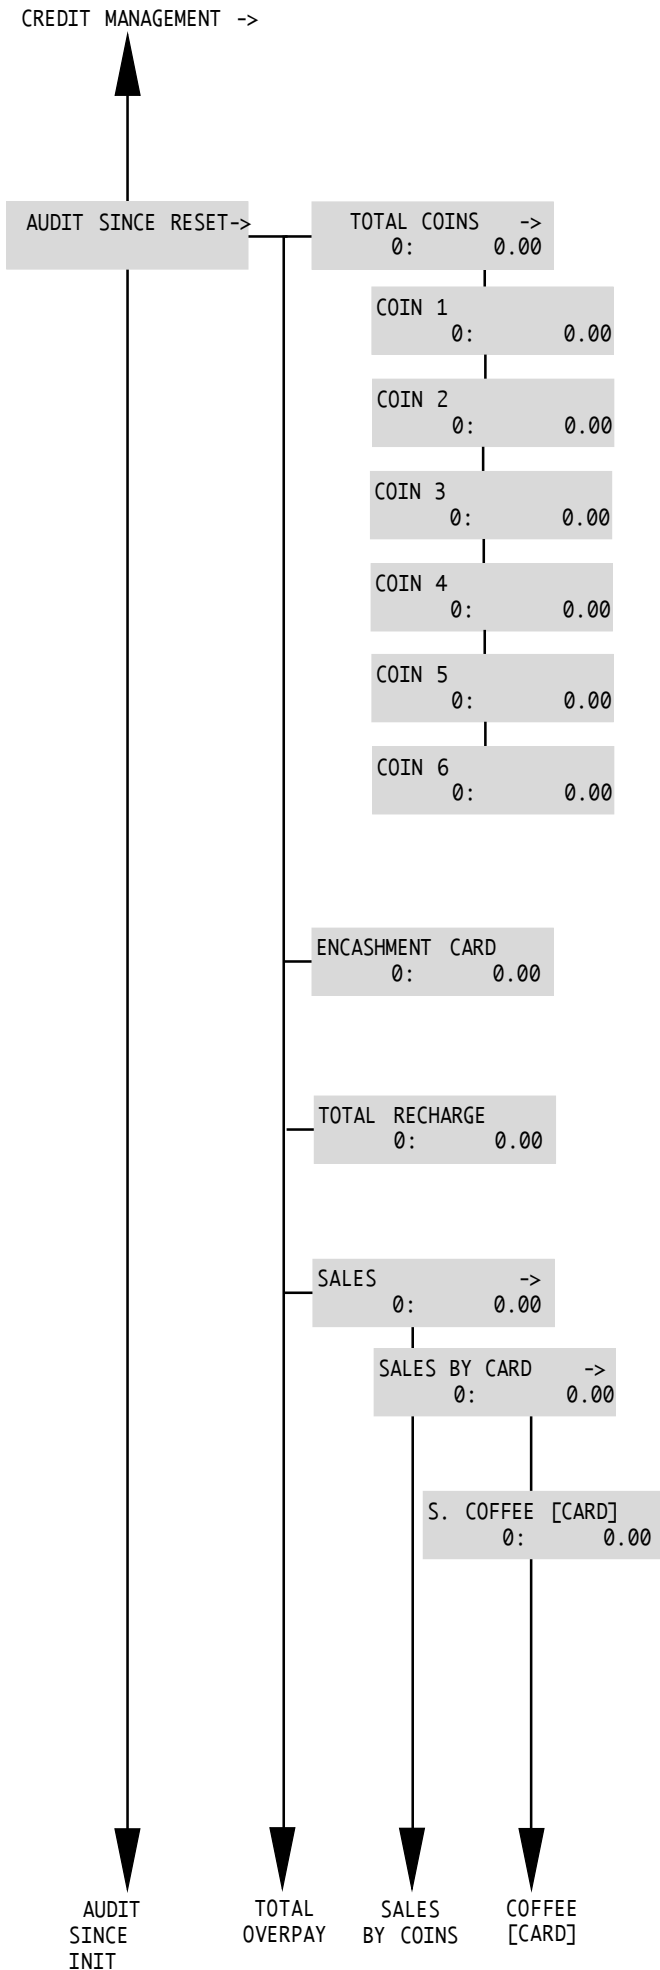 CREDIT MANAGEMENT ->
AUDIT SINCE RESET->
TOTAL COINS ->
0: 0.00
COIN 1
0: 0.00
COIN 2
0: 0.00
COIN 3
0: 0.00
COIN 4
0: 0.00
COIN 5
0: 0.00
COIN 6
0: 0.00
ENCASHMENT CARD
0: 0.00
TOTAL RECHARGE
0: 0.00
SALES ->
0: 0.00
SALES BY CARD ->
0: 0.00
S. COFFEE [CARD]
0: 0.00
AUDIT
SINCE
INIT
TOTAL
OVERPAY
SALES
BY COINS
COFFEE
[CARD]